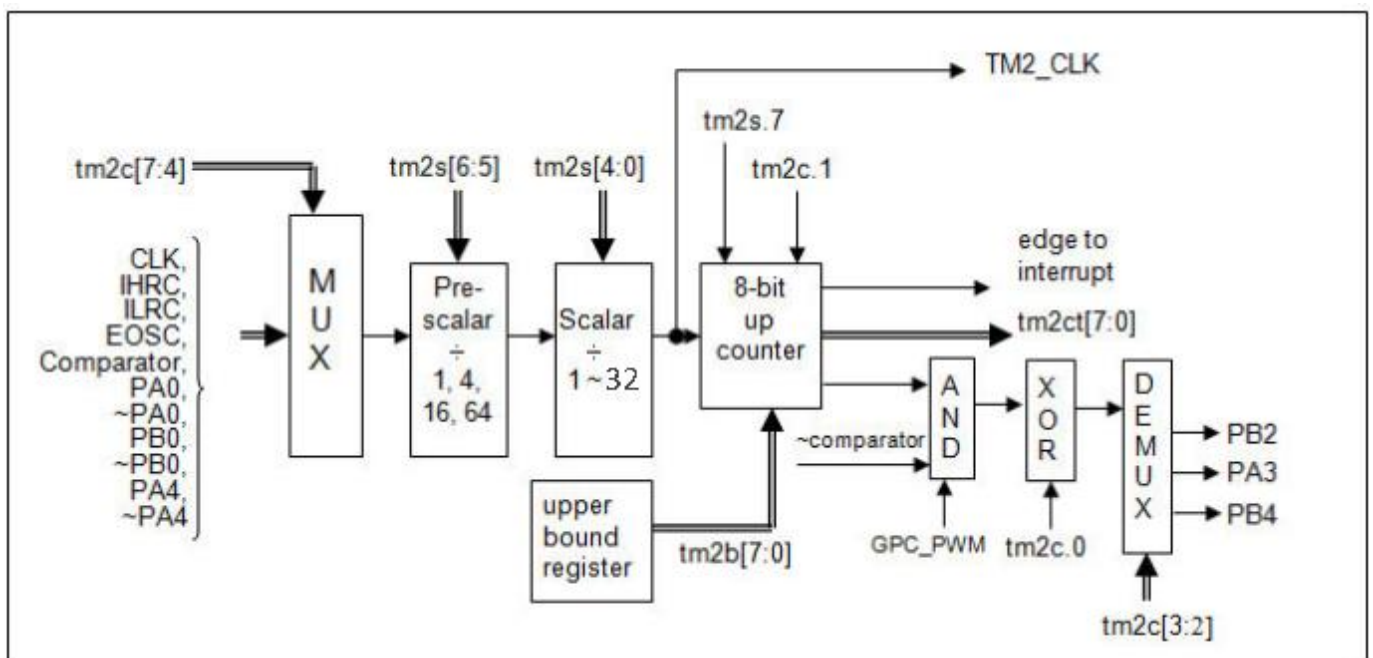 TM2_CLK
tm2s.7
tm2c[7:4]
tm2s[6:5]
tm2s[4:0]
tm2c.1
CLK,
IHRC,
ILRC,
EOSC,
Comparator,
PA0,
~PA0,
PB0,
~PB0,
PA4,
~PA4
M
U
X
Pre-
scalar
÷
1, 4,
16, 64
Scalar
÷
1 ~ 32
8-bit
up
counter
edge to
interrupt
tm2ct[7:0]
~comparator
A
N
D
X
O
R
D
E
M
U
X
PB2
PA3
PB4
upper
bound
register
tm2b[7:0]
GPC_PWM
tm2c.0
tm2c[3:2]